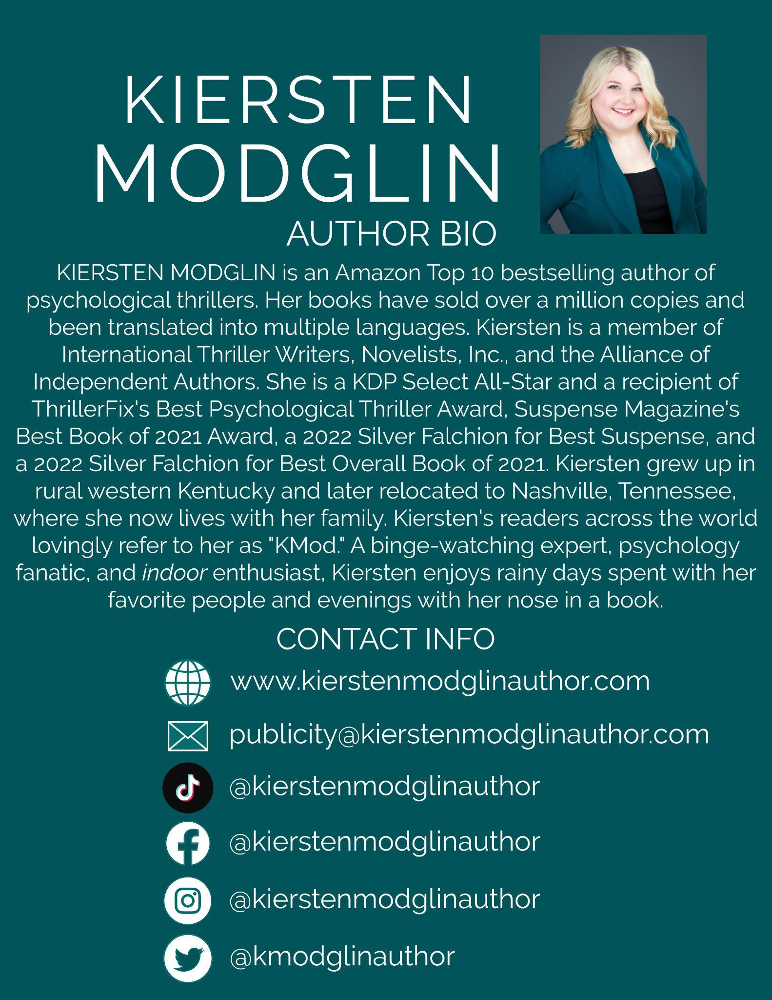 KIERSTEN
MODGLIN
AUTHOR BIO
KIERSTEN MODGLIN is an Amazon Top 10 bestselling author of
psychological thrillers. Her books have sold over a million copies and
been translated into multiple languages. Kiersten is a member of
International Thriller Writers, Novelists, Inc., and the Alliance of
Independent Authors. She is a KDP Select All-Star and a recipient of
ThrillerFix's Best Psychological Thriller Award, Suspense Magazine's
Best Book of 2021 Award, a 2022 Silver Falchion for Best Suspense, and
a 2022 Silver Falchion for Best Overall Book of 2021. Kiersten grew up in
rural western Kentucky and later relocated to Nashville, Tennessee,
where she now lives with her family. Kiersten's readers across the world
lovingly refer to her as "KMod." A binge-watching expert, psychology
fanatic, and indoor enthusiast, Kiersten enjoys rainy days spent with her
favorite people and evenings with her nose in a book.
CONTACT INFO
www.kierstenmodglinauthor.com
publicity@kierstenmodglinauthor.com
@kierstenmodglinauthor
@kierstenmodglinauthor
@kierstenmodglinauthor
@kmodglinauthor